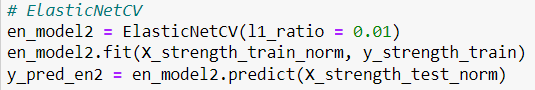 # ElasticNetCV
en_model2 = ElasticNetCV(l1_ratio = 0.01)
en_model2.fit(X_strength_train_norm, y_strength_train)
y_pred_en2 = en_model2.predict(X_strength_test_norm)